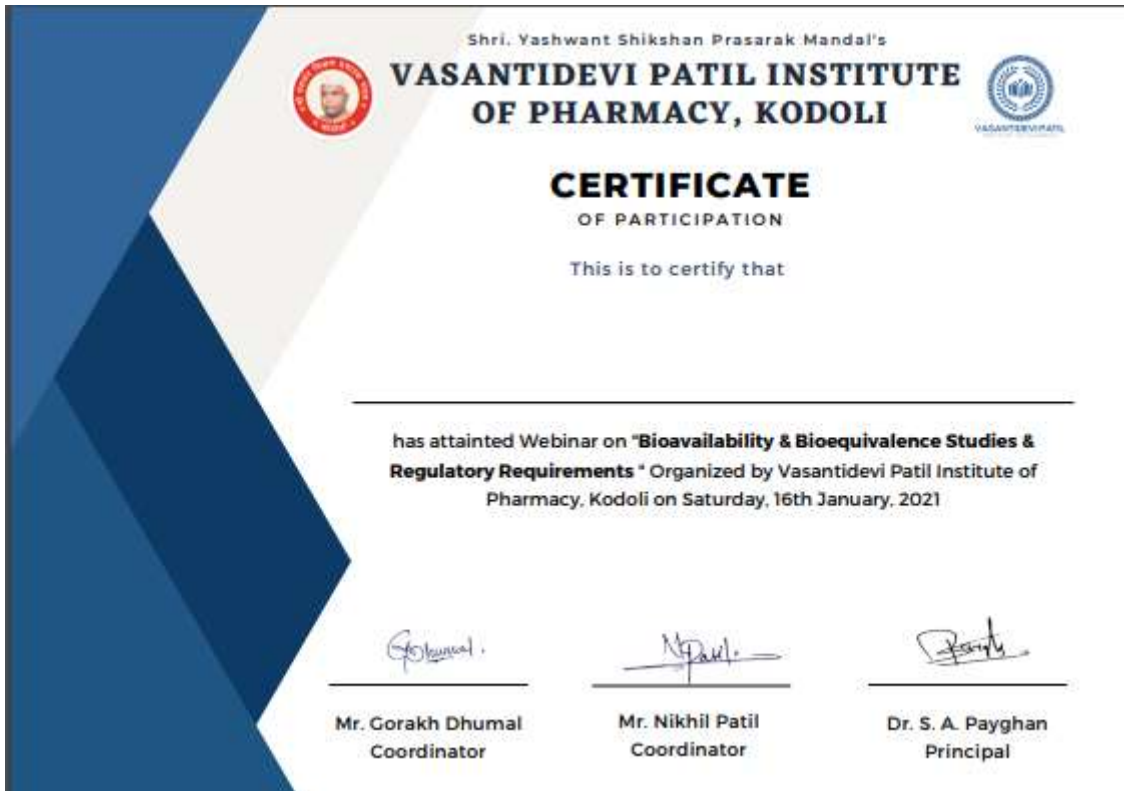 Shri. Yashwant Shikshan Prasarak Mandal's
VASANTIDEVI PATIL INSTITUTE
OF PHARMACY, KODOLI
VASANTIDEVI PATIL
CERTIFICATE
OF PARTICIPATION
This is to certify that
has attainted Webinar on "Bioavailability & Bioequivalence Studies &
Regulatory Requirements " Organized by Vasantidevi Patil Institute of
Pharmacy, Kodoli on Saturday, 16th January, 2021
Mr. Gorakh Dhumal
Coordinator
Mr. Nikhil Patil
Coordinator
Dr. S. A. Payghan
Principal